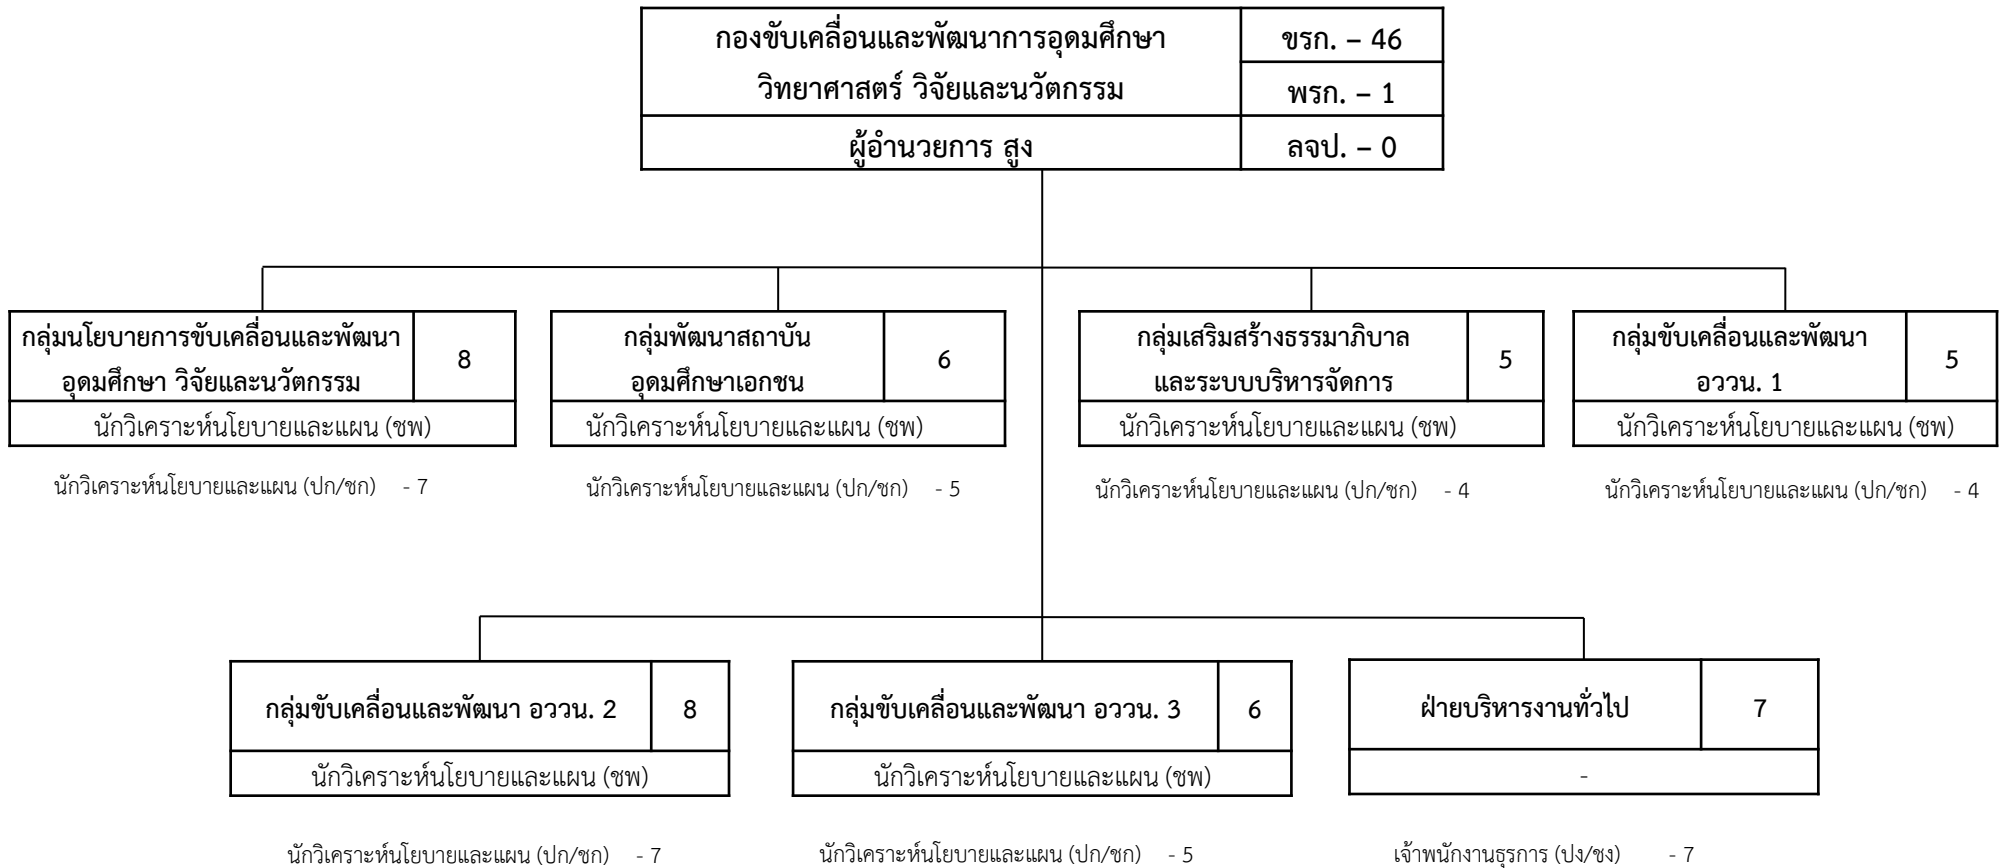 กองขับเคลื่อนและพัฒนาการอุดมศึกษา
วิทยาศาสตร์ วิจัยและนวัตกรรม
ขรก. – 46
พรก. – 1
ผู้อำนวยการ สูง
ลจป. – 0
กลุ่มนโยบายการขับเคลื่อนและพัฒนา
อุดมศึกษา วิจัยและนวัตกรรม
8
นักวิเคราะห์นโยบายและแผน (ชพ)
นักวิเคราะห์นโยบายและแผน (ปก/ชก) - 7
กลุ่มพัฒนาสถาบัน
อุดมศึกษาเอกชน
6
นักวิเคราะห์นโยบายและแผน (ชพ)
นักวิเคราะห์นโยบายและแผน (ปก/ชก) - 5
กลุ่มเสริมสร้างธรรมาภิบาล
และระบบบริหารจัดการ
5
นักวิเคราะห์นโยบายและแผน (ชพ)
นักวิเคราะห์นโยบายและแผน (ปก/ชก) - 4
กลุ่มขับเคลื่อนและพัฒนา
อววน. 1
5
นักวิเคราะห์นโยบายและแผน (ชพ)
นักวิเคราะห์นโยบายและแผน (ปก/ชก) - 4
กลุ่มขับเคลื่อนและพัฒนา อววน. 2
8
นักวิเคราะห์นโยบายและแผน (ชพ)
นักวิเคราะห์นโยบายและแผน (ปก/ชก) - 7
กลุ่มขับเคลื่อนและพัฒนา อววน. 3
6
นักวิเคราะห์นโยบายและแผน (ชพ)
นักวิเคราะห์นโยบายและแผน (ปก/ชก) - 5
ฝ่ายบริหารงานทั่วไป
7
-
เจ้าพนักงานธุรการ (ปง/ชง) - 7